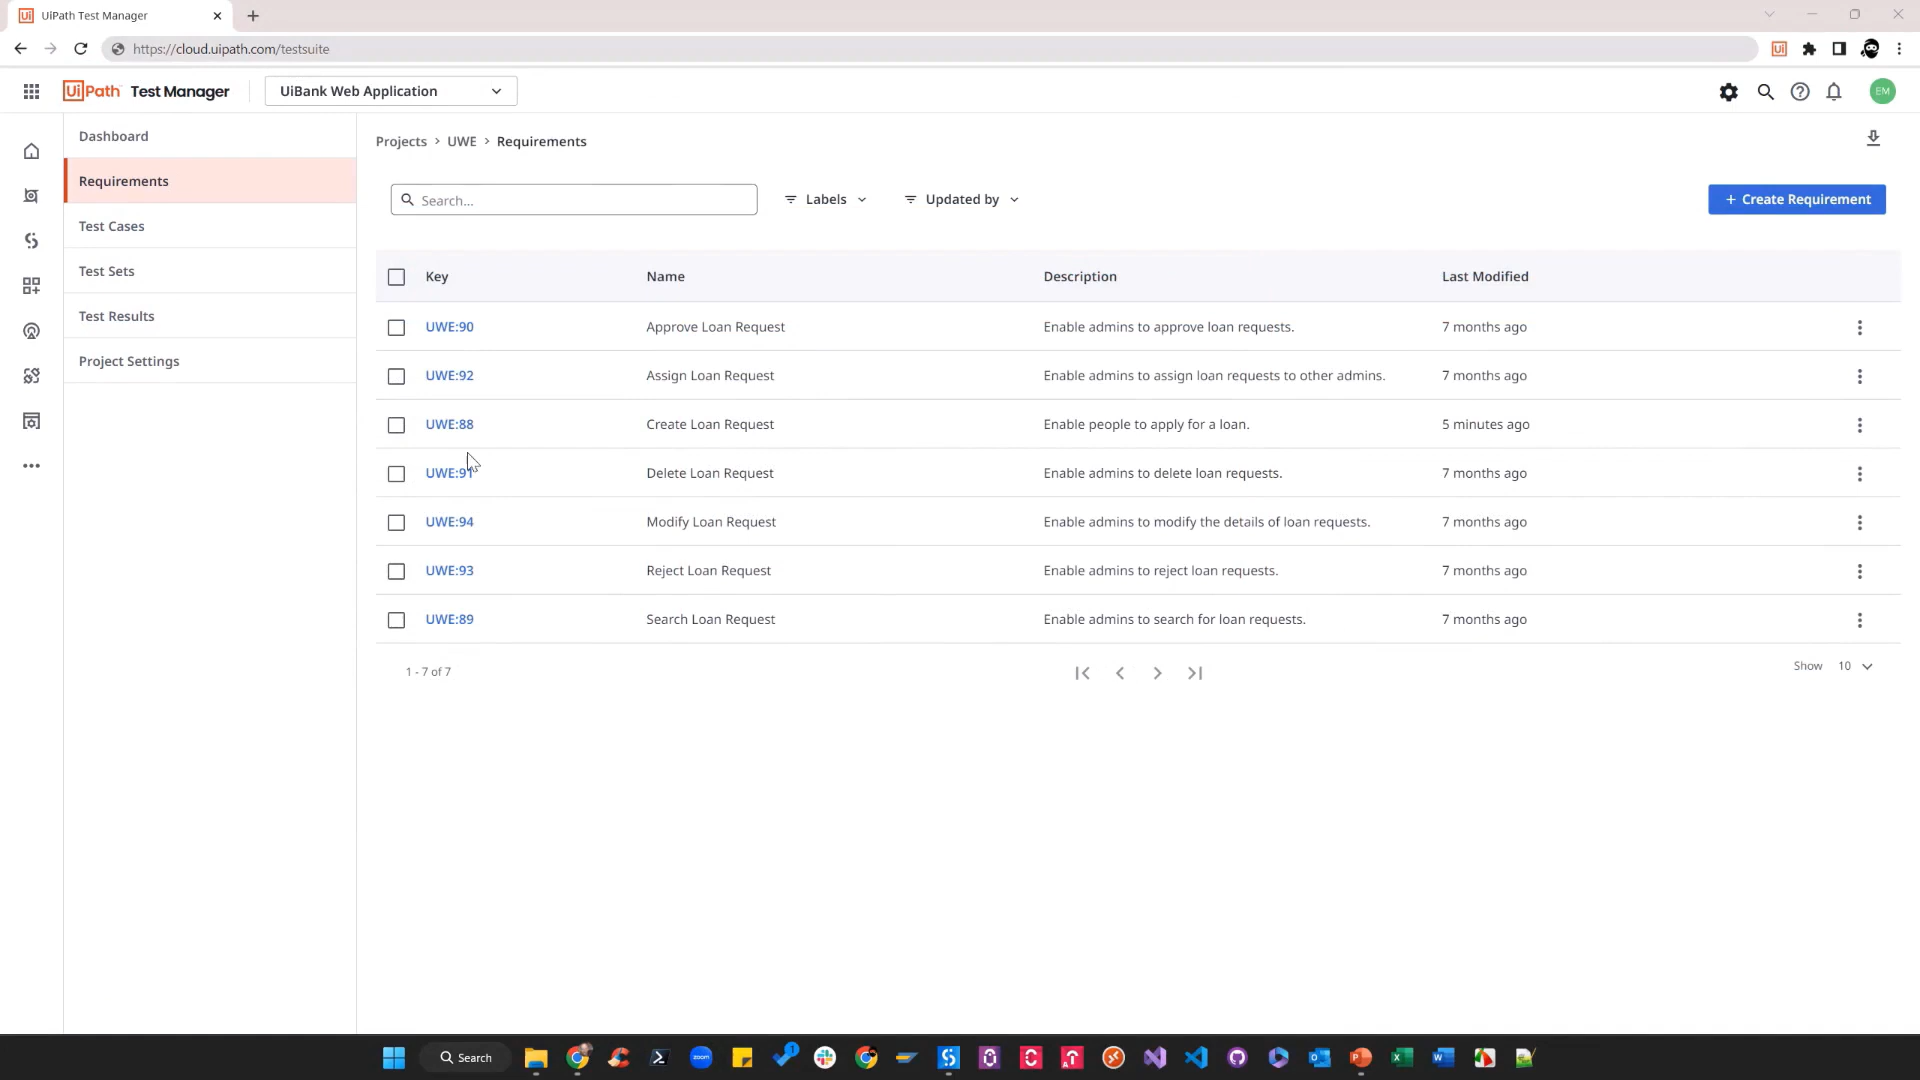 UiPath Test Manager
https://cloud.uipath.com/testsuite
UiPath Test Manager
UiBank Web Application
EM
Dashboard
Requirements
Test Cases
Test Sets
Test Results
Project Settings
Projects > UWE > Requirements
Search...
Labels
Updated by
+ Create Requirement
Key Name Description Last Modified
UWE:90 Approve Loan Request Enable admins to approve loan requests. 7 months ago
UWE:92 Assign Loan Request Enable admins to assign loan requests to other admins. 7 months ago
UWE:88 Create Loan Request Enable people to apply for a loan. 5 minutes ago
UWE:91 Delete Loan Request Enable admins to delete loan requests. 7 months ago
UWE:94 Modify Loan Request Enable admins to modify the details of loan requests. 7 months ago
UWE:93 Reject Loan Request Enable admins to reject loan requests. 7 months ago
UWE:89 Search Loan Request Enable admins to search for loan requests. 7 months ago
1 - 7 of 7
Show 10
Search
zoom